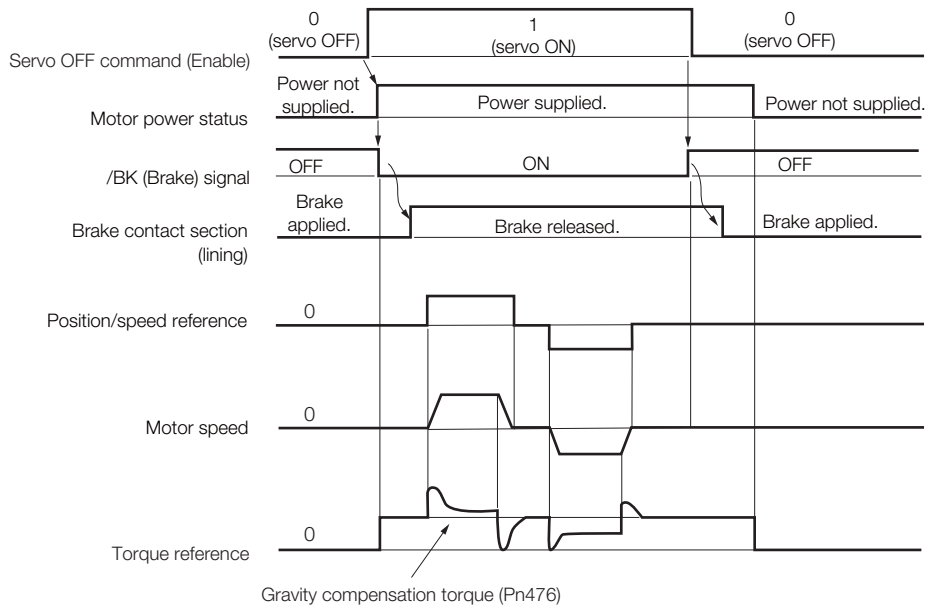 0
(servo OFF)
1
(servo ON)
0
(servo OFF)
Servo OFF command (Enable)
Power not
supplied.
Power supplied.
Power not supplied.
Motor power status
OFF
ON
OFF
/BK (Brake) signal
Brake
applied.
Brake released.
Brake applied.
Brake contact section
(lining)
0
Position/speed reference
0
Motor speed
0
Torque reference
Gravity compensation torque (Pn476)